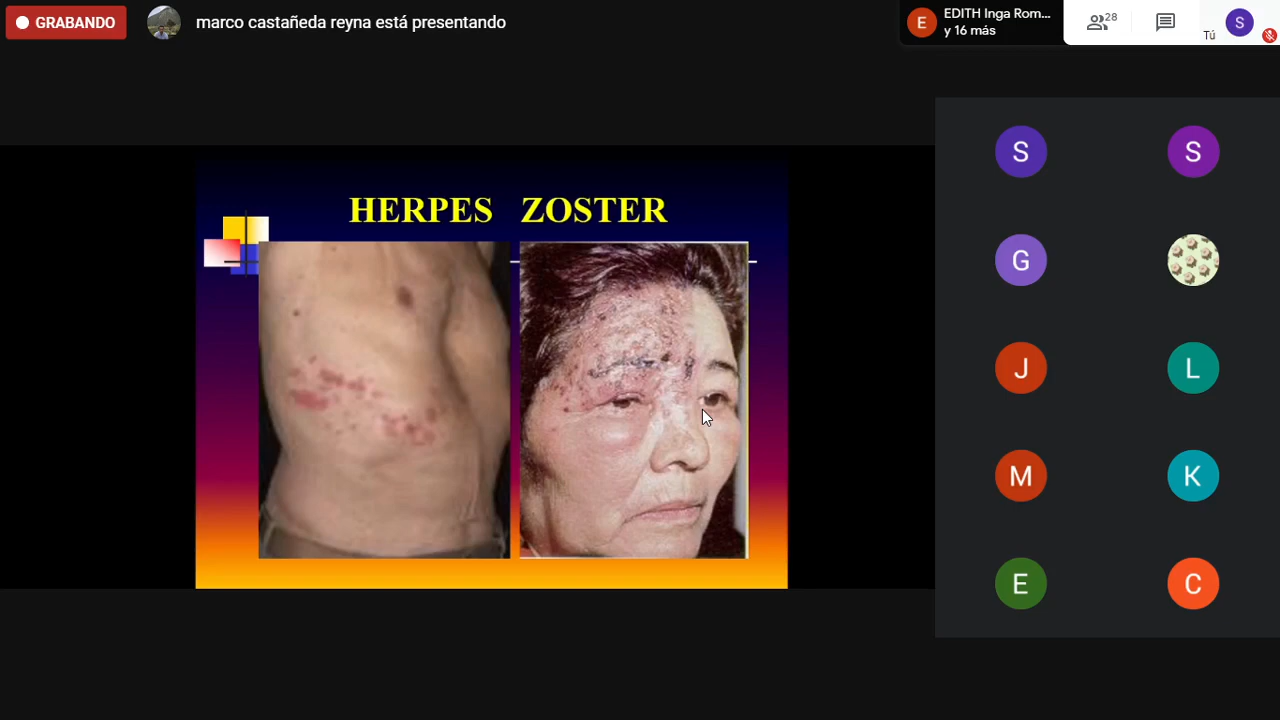 GRABANDO
marco castañeda reyna está presentando
E
EDITH Inga Rom...
y 16 más
28
Tú
S
HERPES ZOSTER
S S
G
J L
M K
E C